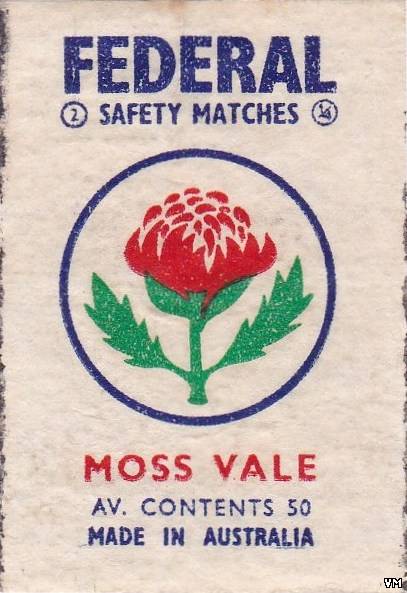 FEDERAL
2 SAFETY MATCHES
MOSS VALE
AV. CONTENTS 50
MADE IN AUSTRALIA
VM